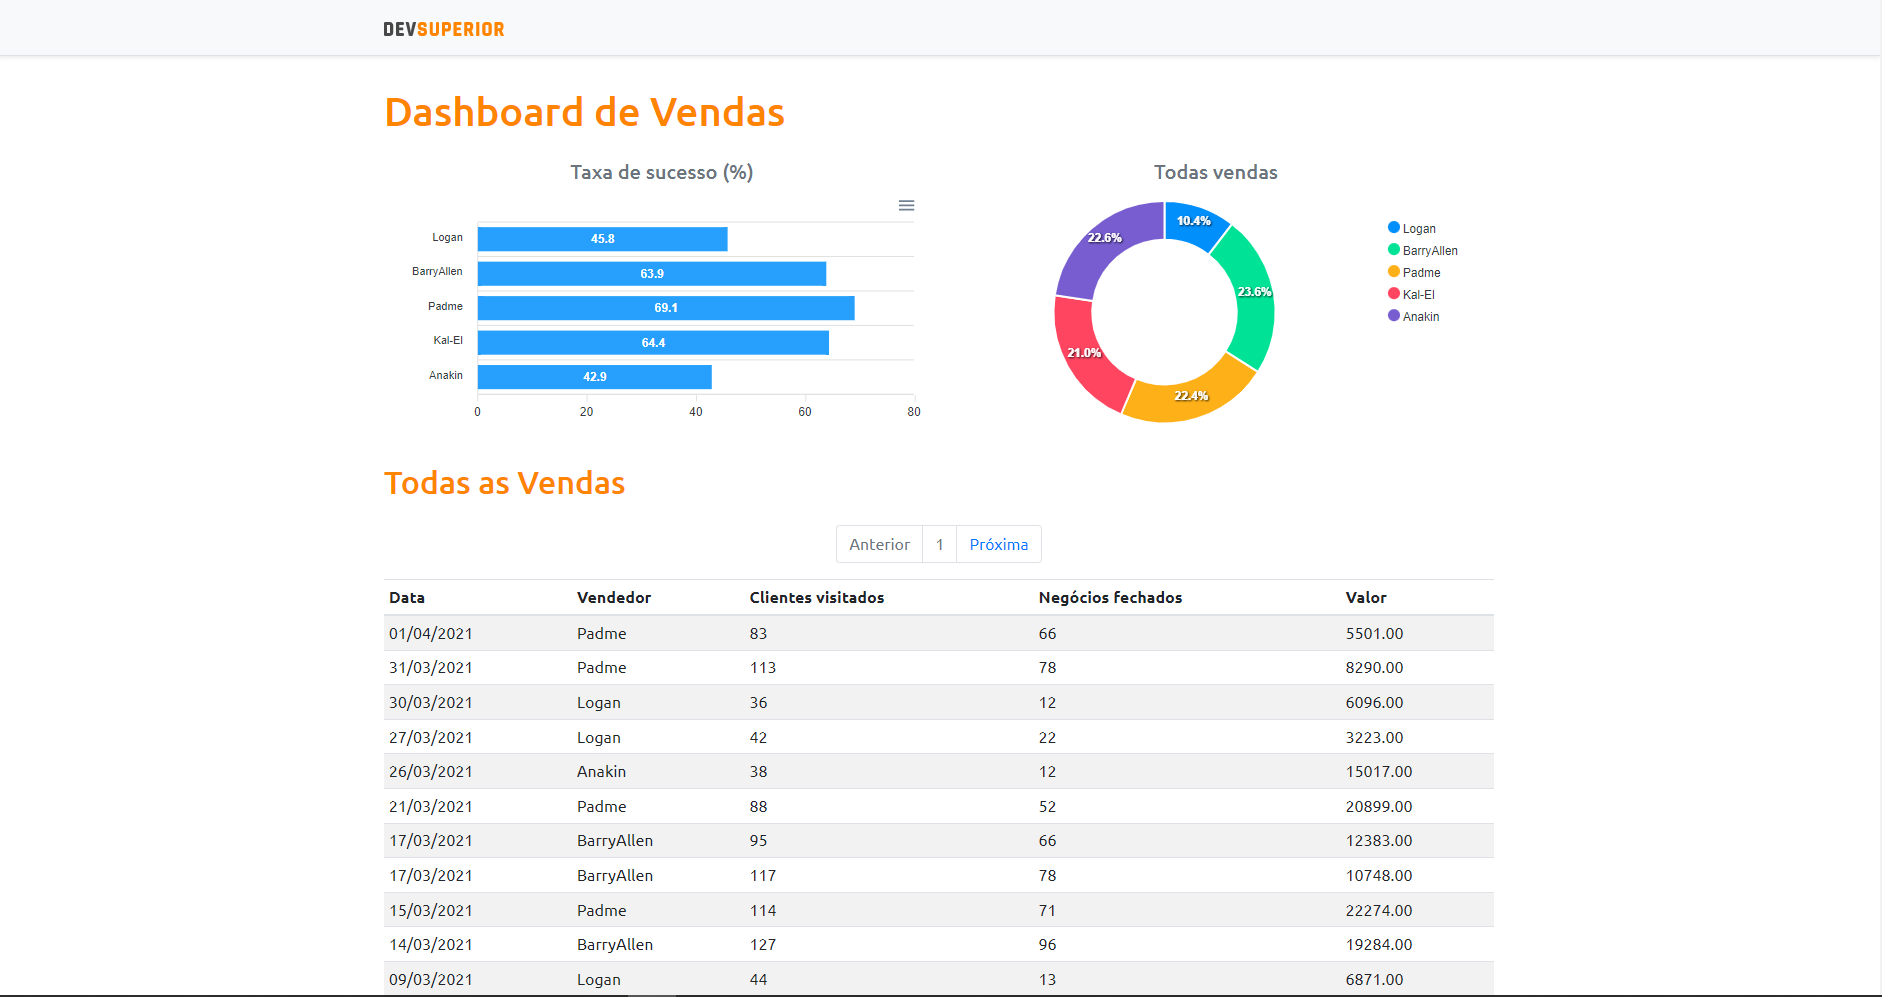 DEVSUPERIOR
Dashboard de Vendas
Taxa de sucesso (%)
Logan 45.8
BarryAllen 63.9
Padme 69.1
Kal-El 64.4
Anakin 42.9
0 20 40 60 80
Todas vendas
10.4%
23.6%
22.4%
21.0%
22.6%
Logan
BarryAllen
Padme
Kal-El
Anakin
Todas as Vendas
Anterior 1 Próxima
Data Vendedor Clientes visitados Negócios fechados Valor
01/04/2021 Padme 83 66 5501.00
31/03/2021 Padme 113 78 8290.00
30/03/2021 Logan 36 12 6096.00
27/03/2021 Logan 42 22 3223.00
26/03/2021 Anakin 38 12 15017.00
21/03/2021 Padme 88 52 20899.00
17/03/2021 BarryAllen 95 66 12383.00
17/03/2021 BarryAllen 117 78 10748.00
15/03/2021 Padme 114 71 22274.00
14/03/2021 BarryAllen 127 96 19284.00
09/03/2021 Logan 44 13 6871.00